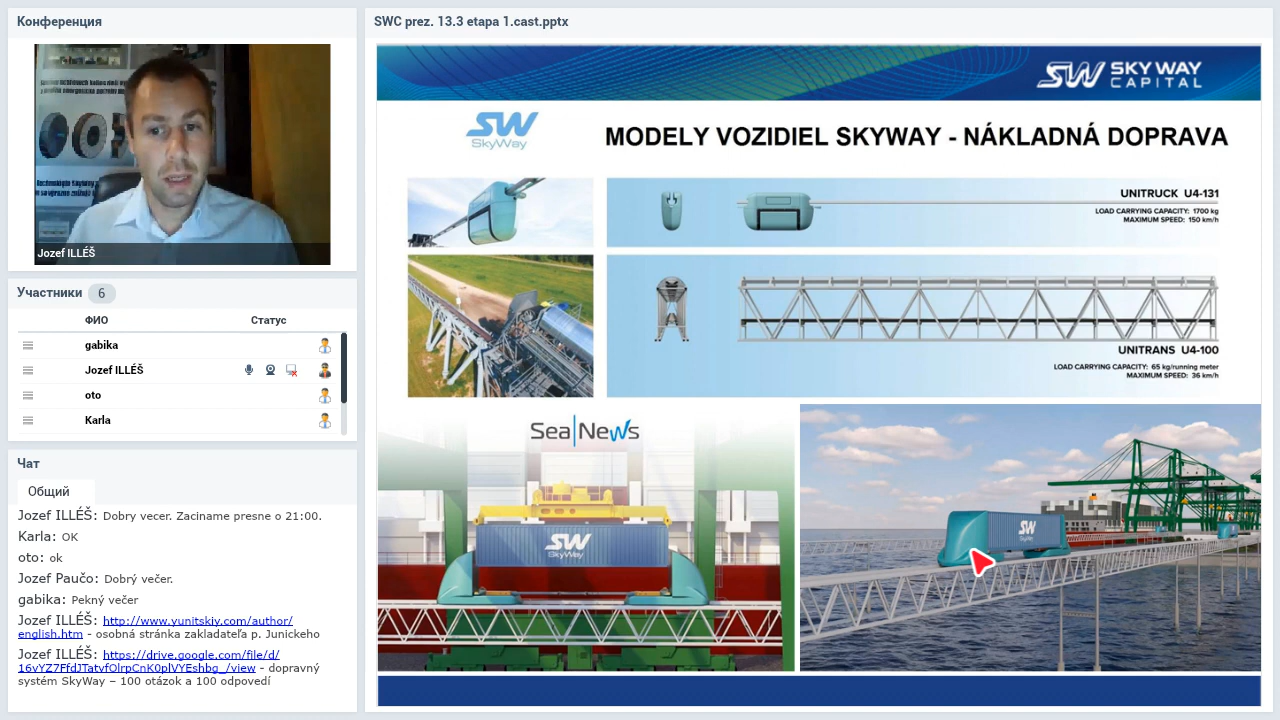 Конференция
Jozef ILLÉŠ
Участники 6
ФИО Статус
gabika
Jozef ILLÉŠ
oto
Karla
Чат
Общий
Jozef ILLÉŠ: Dobry vecer. Zaciname presne o 21:00.
Karla: OK
oto: ok
Jozef Paučo: Dobrý večer.
gabika: Pekný večer
Jozef ILLÉŠ: http://www.yunitskiy.com/author/
english.htm - osobná stránka zakladateľa p. Junickeho
Jozef ILLÉŠ: https://drive.google.com/file/d/
16vYZ7FfdJTatvfOlrpCnK0plVYEshbg_/view - dopravný
systém SkyWay – 100 otázok a 100 odpovedí
SWC prez. 13.3 etapa 1.cast.pptx
SW SKY WAY
CAPITAL
SW
SkyWay
MODELY VOZIDIEL SKYWAY - NÁKLADNÁ DOPRAVA
UNITRUCK U4-131
LOAD CARRYING CAPACITY: 1700 kg
MAXIMUM SPEED: 150 km/h
UNITRANS U4-100
LOAD CARRYING CAPACITY: 65 kg/running meter
MAXIMUM SPEED: 36 km/h
Sea|News
SW
SkyWay
SW
SkyWay